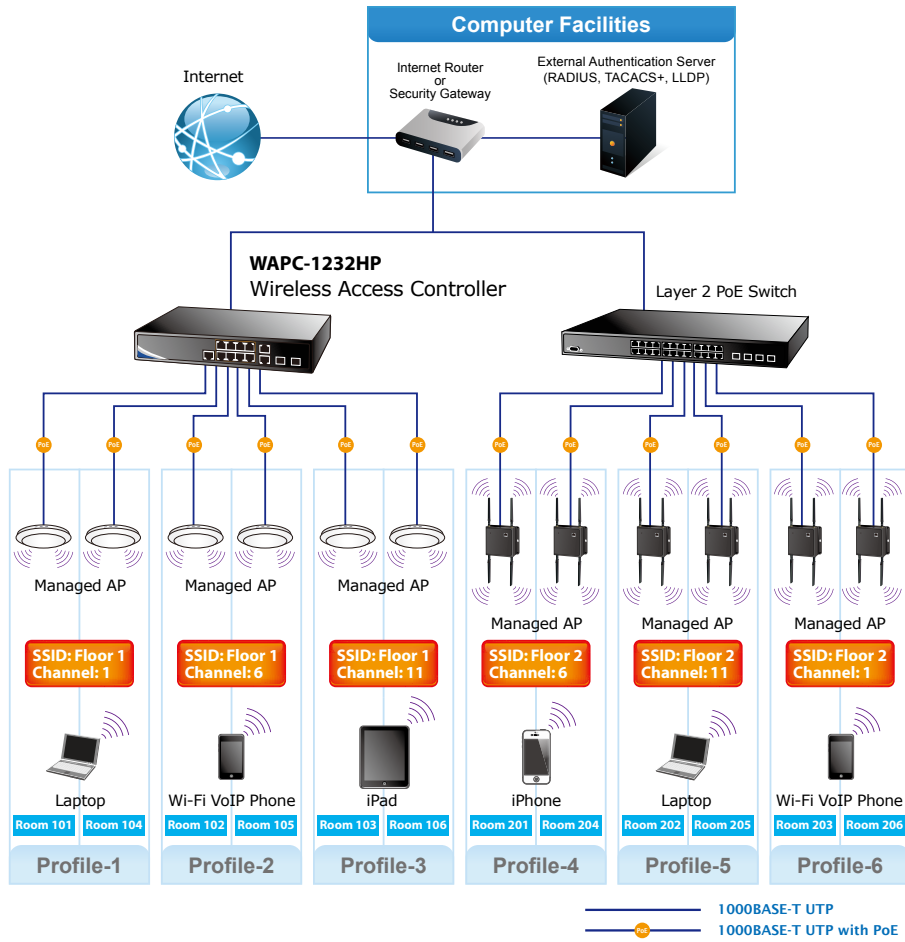 Computer Facilities
Internet
Internet Router
or
Security Gateway
External Authentication Server
(RADIUS, TACACS+, LLDP)
WAPC-1232HP
Wireless Access Controller
Layer 2 PoE Switch
PoE PoE PoE PoE PoE PoE PoE PoE PoE PoE PoE PoE
Managed AP
Managed AP
Managed AP
Managed AP
Managed AP
Managed AP
SSID: Floor 1
Channel: 1
SSID: Floor 1
Channel: 6
SSID: Floor 1
Channel: 11
SSID: Floor 2
Channel: 6
SSID: Floor 2
Channel: 11
SSID: Floor 2
Channel: 1
Laptop
Wi-Fi VoIP Phone
iPad
iPhone
Laptop
Wi-Fi VoIP Phone
Room 101 Room 104
Room 102 Room 105
Room 103 Room 106
Room 201 Room 204
Room 202 Room 205
Room 203 Room 206
Profile-1
Profile-2
Profile-3
Profile-4
Profile-5
Profile-6
1000BASE-T UTP
PoE 1000BASE-T UTP with PoE